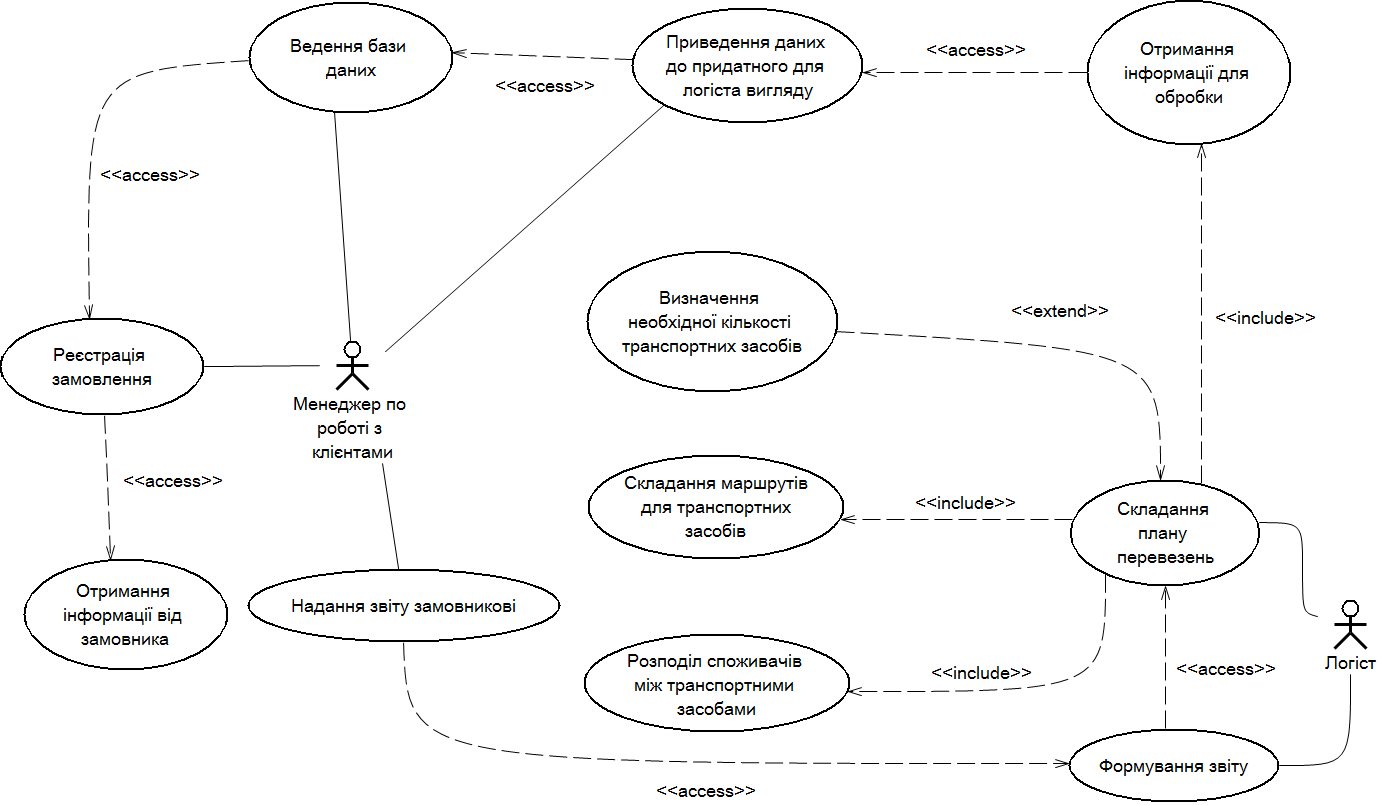 Ведення бази
даних
<<access>>
Приведення даних
до придатного для
логіста вигляду
<<access>>
Отримання
інформації для
обробки
<<access>>
Визначення
необхідної кількості
транспортних засобів
<<extend>>
<<include>>
Реєстрація
замовлення
Менеджер по
роботі з
клієнтами
<<access>>
Складання маршрутів
для транспортних
засобів
<<include>>
Складання
плану
перевезень
Отримання
інформації від
замовника
Надання звіту замовникові
Розподіл споживачів
між транспортними
засобами
<<include>>
<<access>>
Логіст
Формування звіту
<<access>>